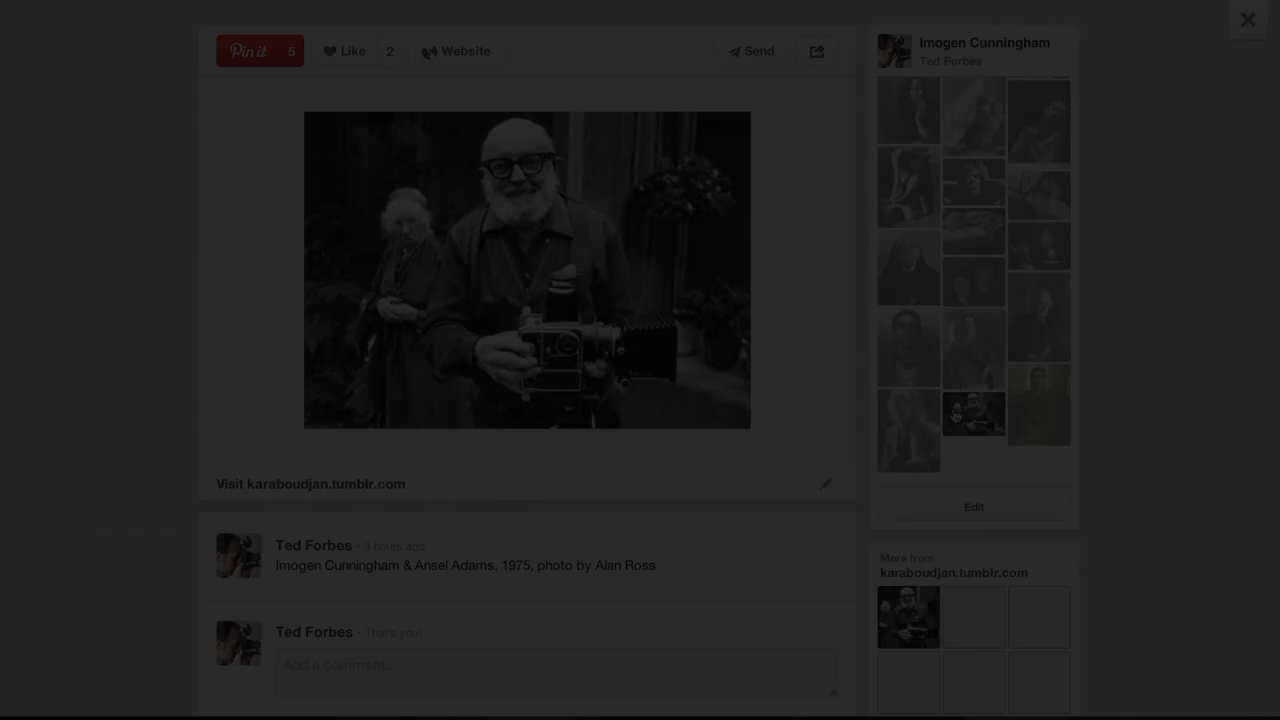 Pin it 5
Like 2
Website
Send
Imogen Cunningham
Ted Forbes
Visit karaboudjan.tumblr.com
Edit
Ted Forbes · 3 hours ago
Imogen Cunningham & Ansel Adams, 1975, photo by Alan Ross
More from
karaboudjan.tumblr.com
Ted Forbes · That's you!
Add a comment...